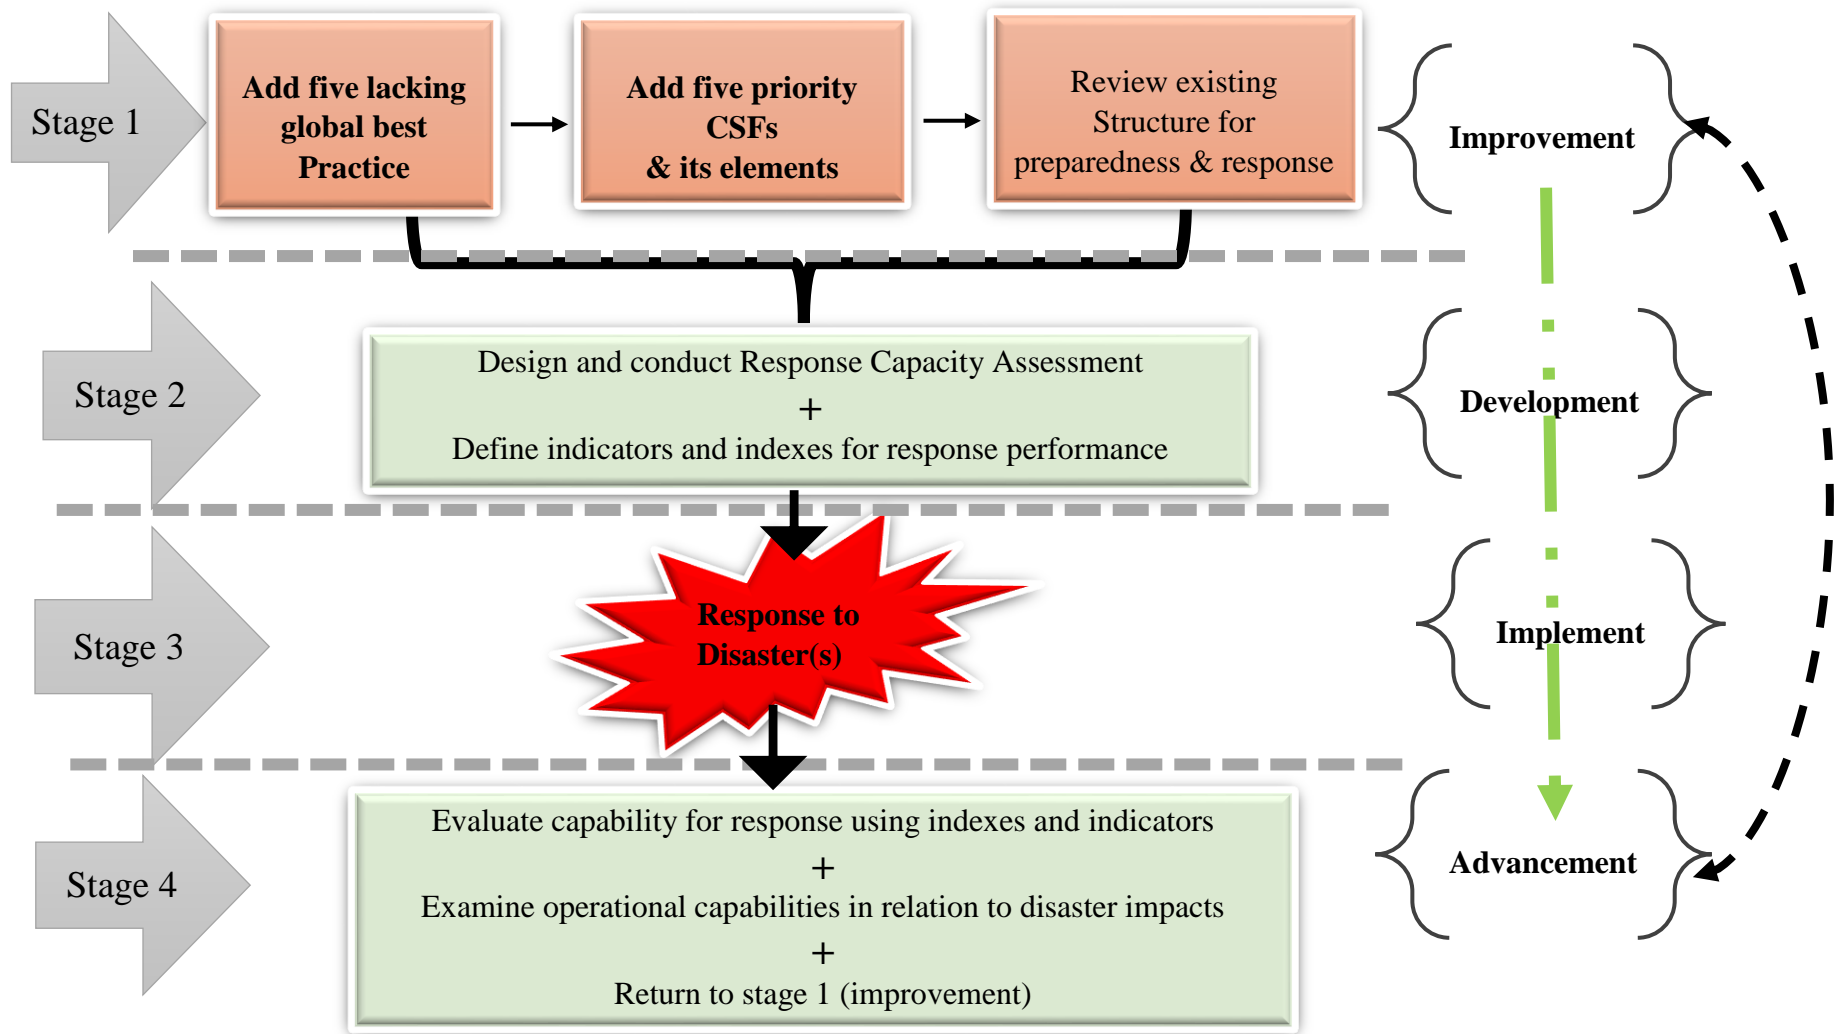 Stage 1
Add five lacking
global best
Practice
Add five priority
CSFs
& its elements
Review existing
Structure for
preparedness & response
Improvement
Stage 2
Design and conduct Response Capacity Assessment
+
Define indicators and indexes for response performance
Development
Stage 3
Response to
Disaster(s)
Implement
Stage 4
Evaluate capability for response using indexes and indicators
+
Examine operational capabilities in relation to disaster impacts
+
Return to stage 1 (improvement)
Advancement